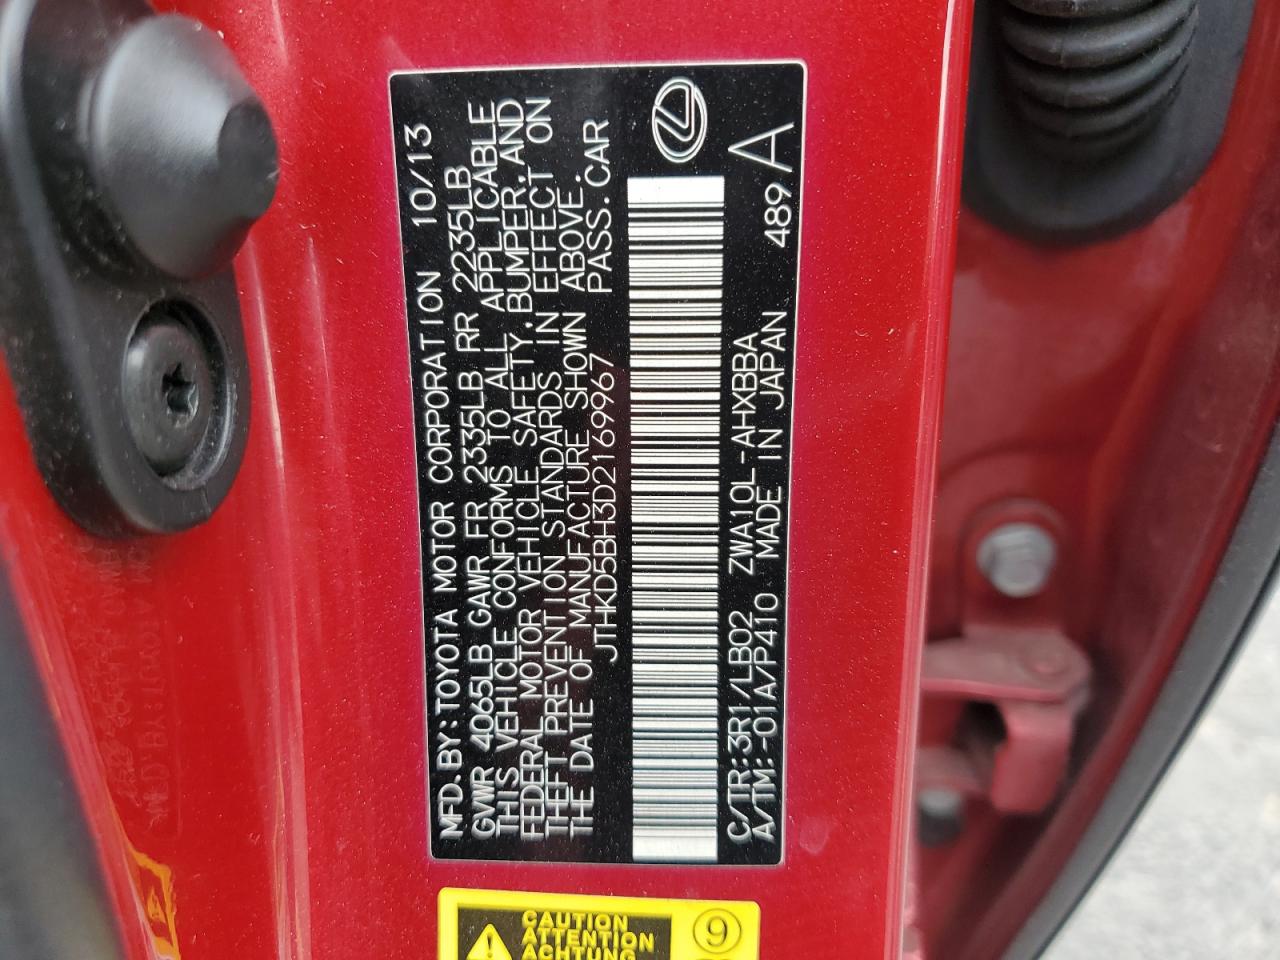 MFD.BY:TOYOTA MOTOR CORPORATION 10/13
GVWR 4065LB GAWR FR 2335LB RR 2235LB
THIS VEHICLE CONFORMS TO ALL APPLICABLE
FEDERAL MOTOR VEHICLE SAFETY,BUMPER,AND
THEFT PREVENTION STANDARDS IN EFFECT ON
THE DATE OF MANUFACTURE SHOWN ABOVE.
JTHKD5BH3D2169967 PASS.CAR
C/TR:3R1/LB02 ZWA10L-AHXBBA
A/TM:-01A/P410 MADE IN JAPAN 489
A
CAUTION
ATTENTION
ACHTUNG
9